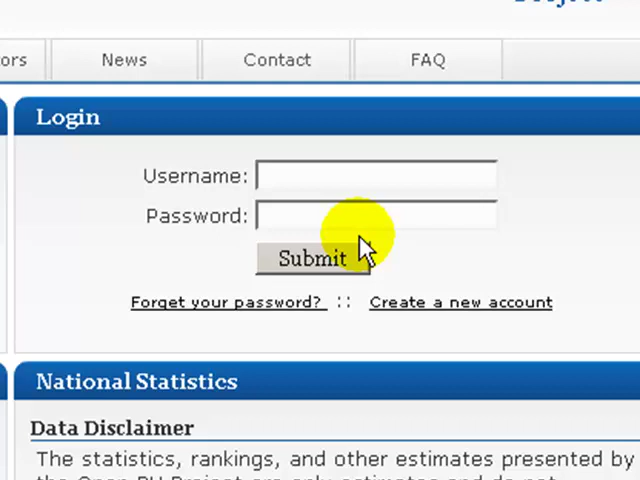 ors News Contact FAQ
Login
Username:
Password:
Submit
Forget your password? :: Create a new account
National Statistics
Data Disclaimer
The statistics, rankings, and other estimates presented by